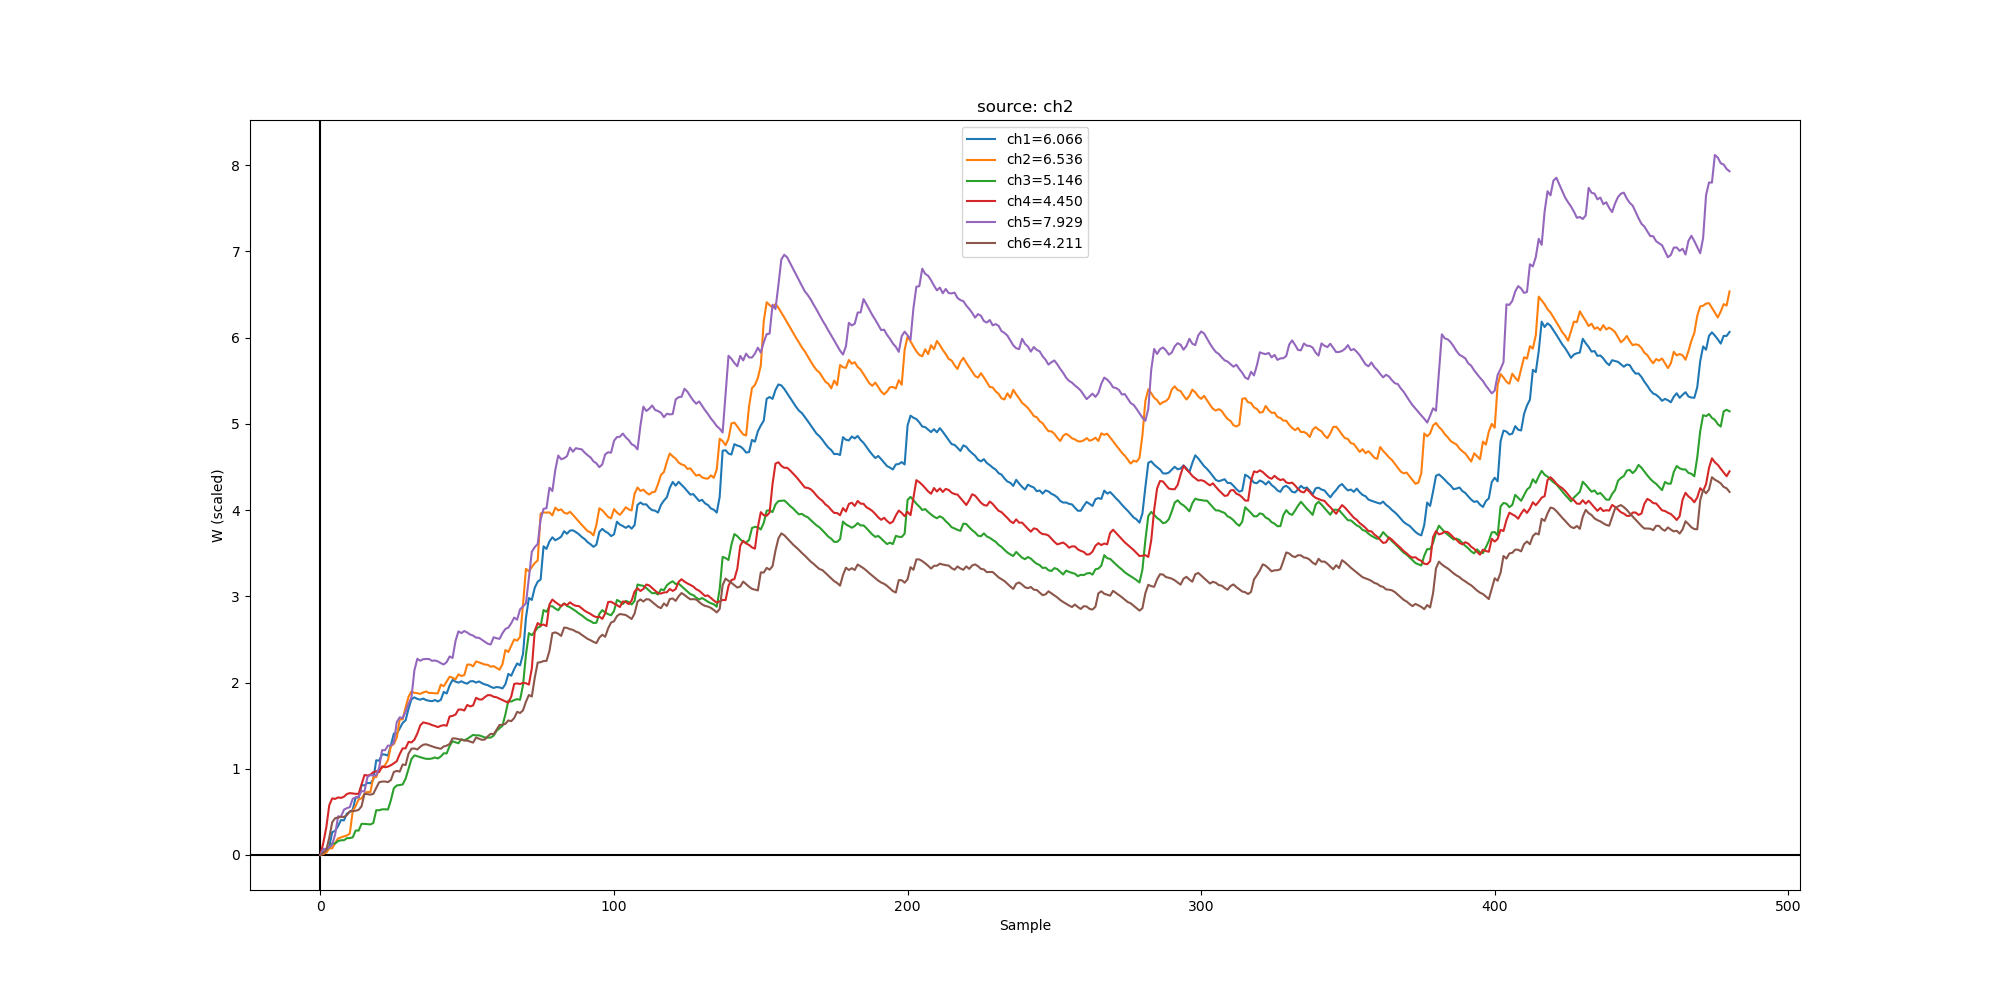 source: ch2
ch1=6.066
ch2=6.536
ch3=5.146
ch4=4.450
ch5=7.929
ch6=4.211
W (scaled)
8
7
6
5
4
3
2
1
0
0 100 200 300 400 500
Sample